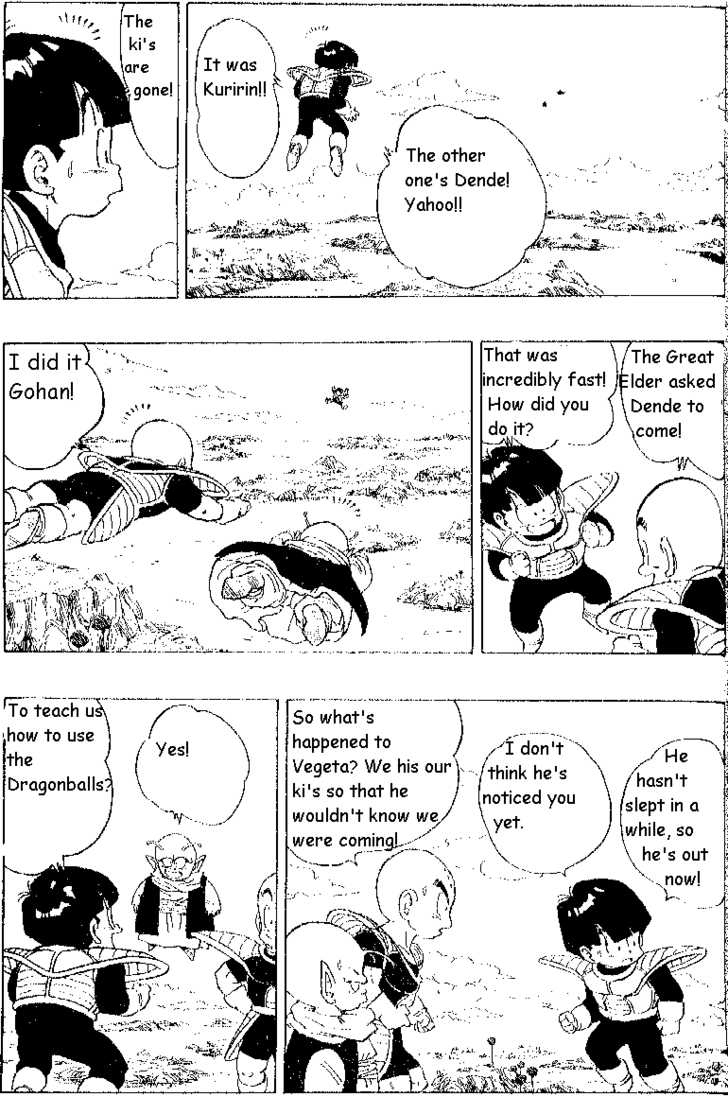 The
ki's
are
gone!
It was
Kuririn!!
The other
one's Dende!
Yahoo!!
I did it
Gohan!
That was
incredibly fast!
How did you
do it?
The Great
Elder asked
Dende to
come!
To teach us
how to use
the
Dragonballs?
Yes!
So what's
happened to
Vegeta? We his our
ki's so that he
wouldn't know we
were coming!
I don't
think he's
noticed you
yet.
He
hasn't
slept in a
while, so
he's out
now!